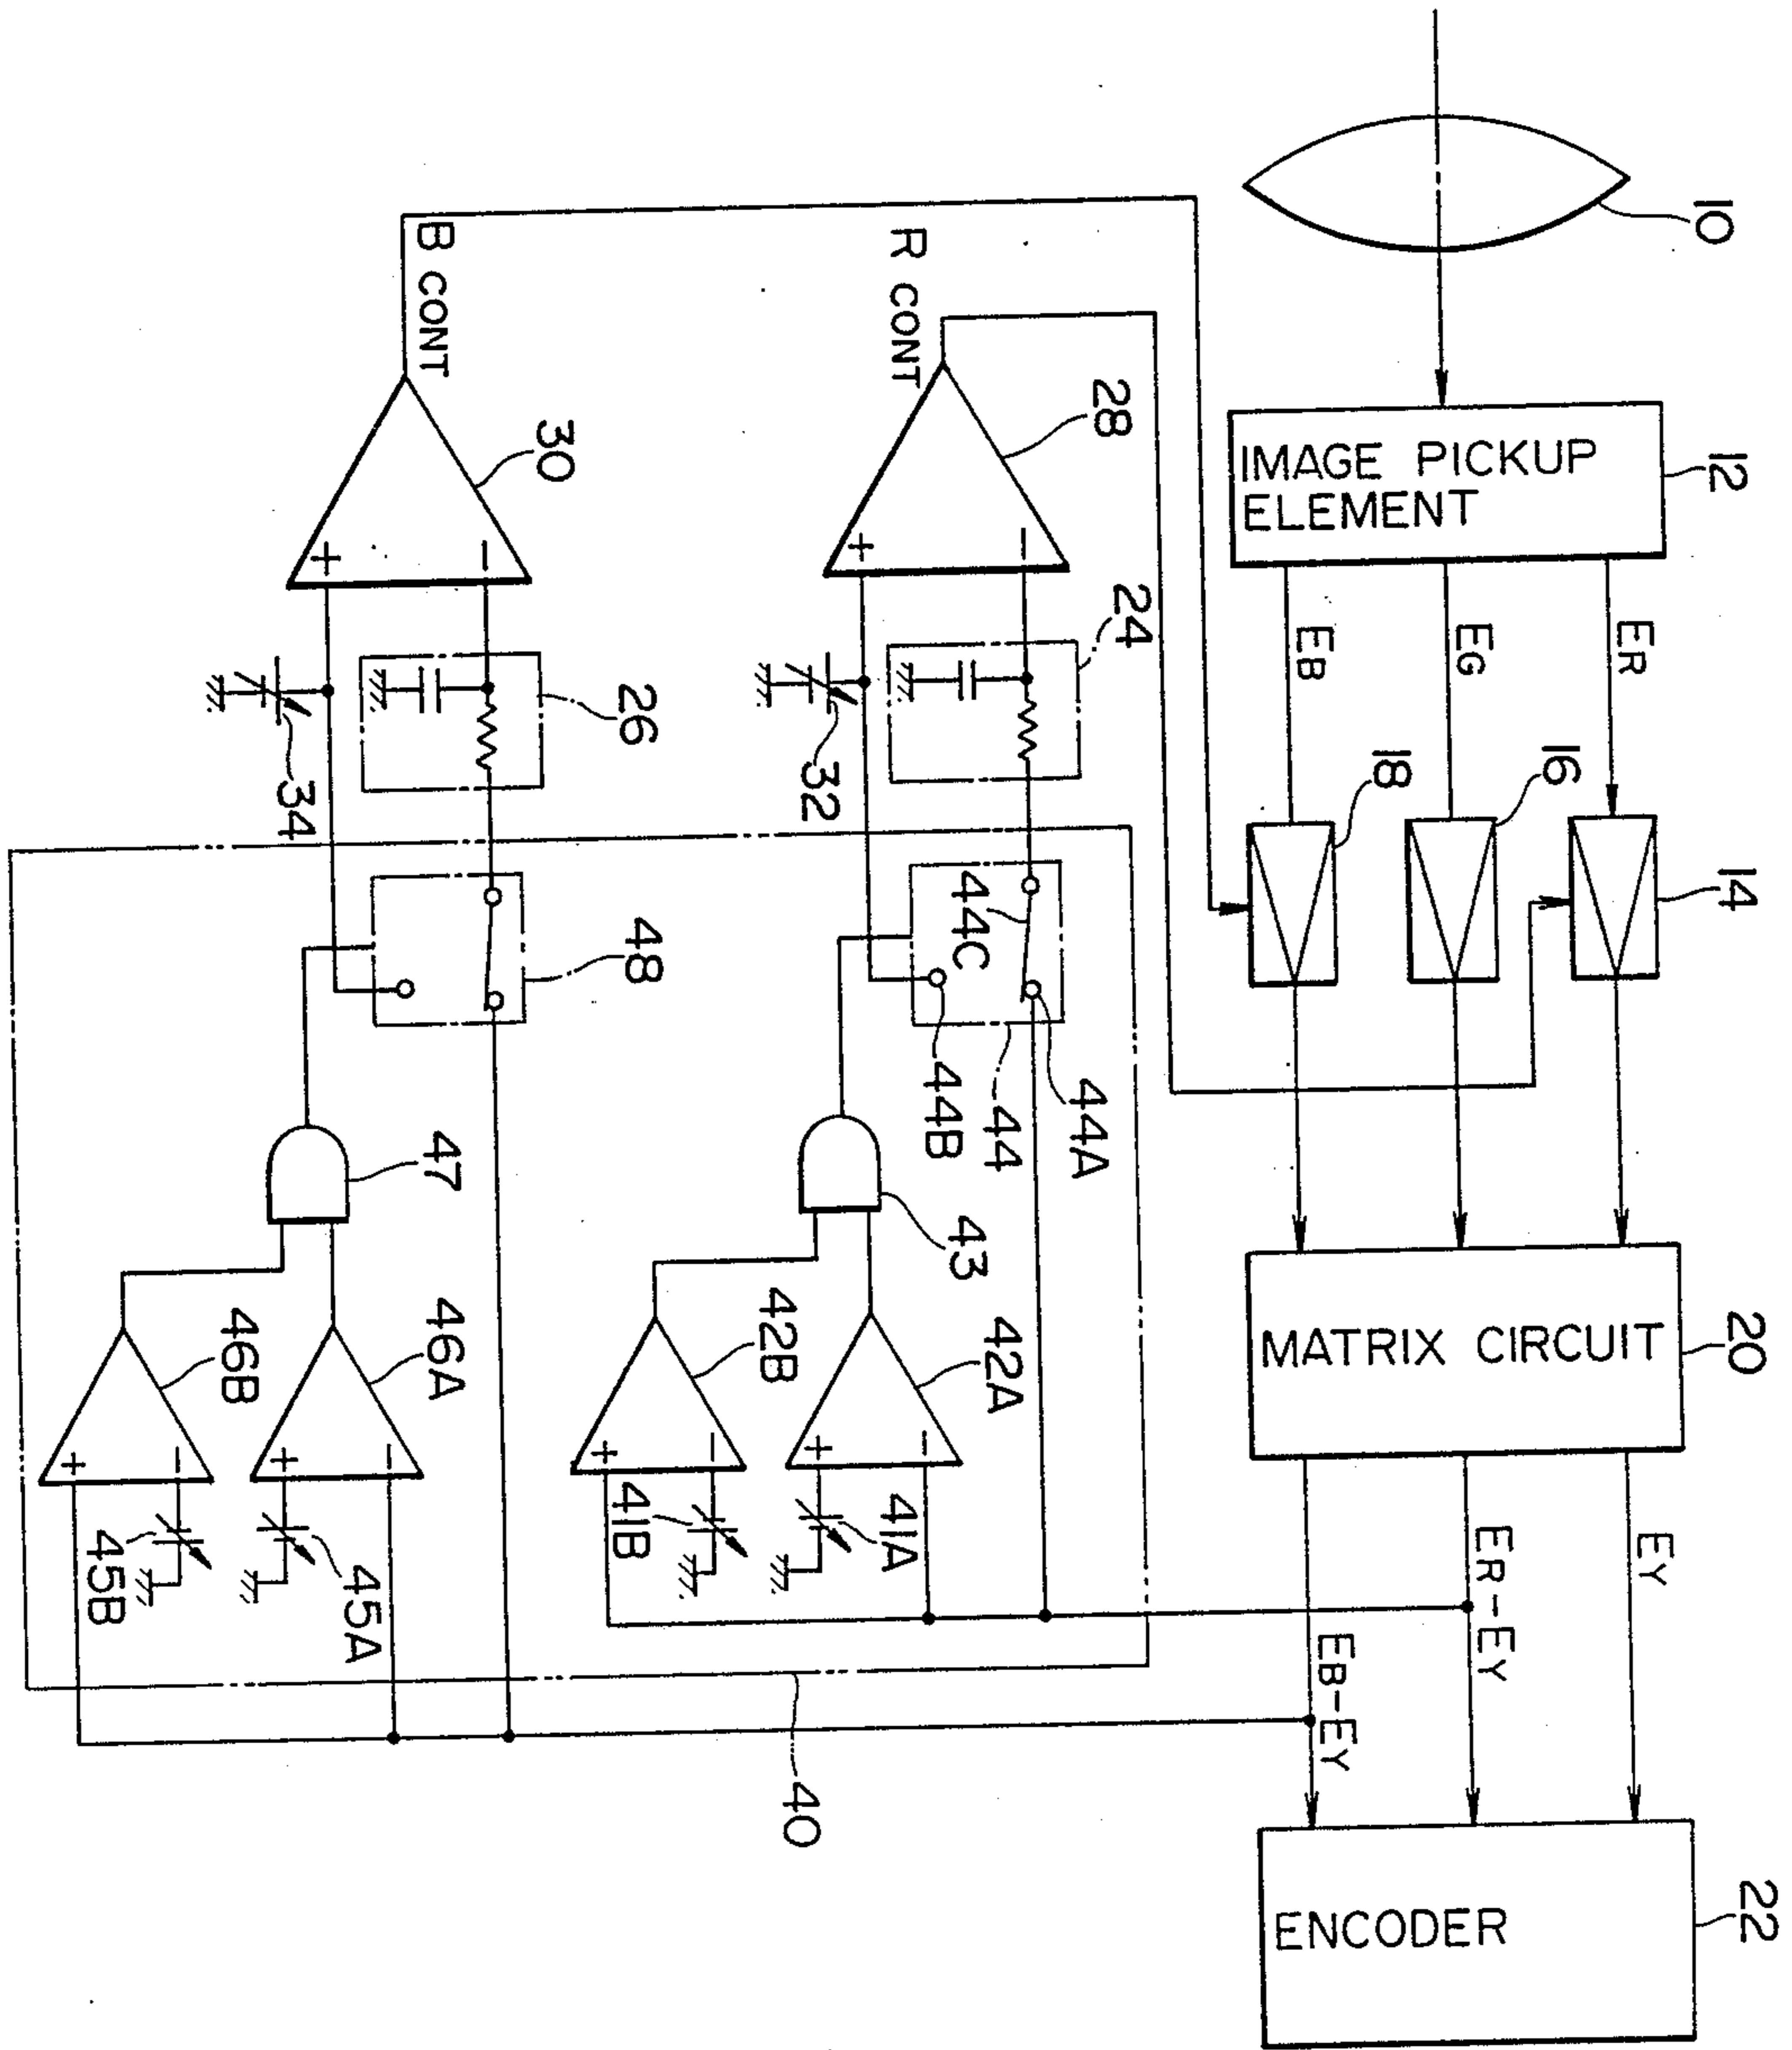 10
IMAGE PICKUP
ELEMENT
12
ER
EG
EB
14
16
18
MATRIX CIRCUIT
20
EY
ER-EY
EB-EY
ENCODER
22
R CONT
28
-
+
24
32
44C
44A
44B
44
43
42A
-
+
41A
42B
-
+
41B
B CONT
30
-
+
26
34
48
47
46A
-
+
45A
46B
-
+
45B
40